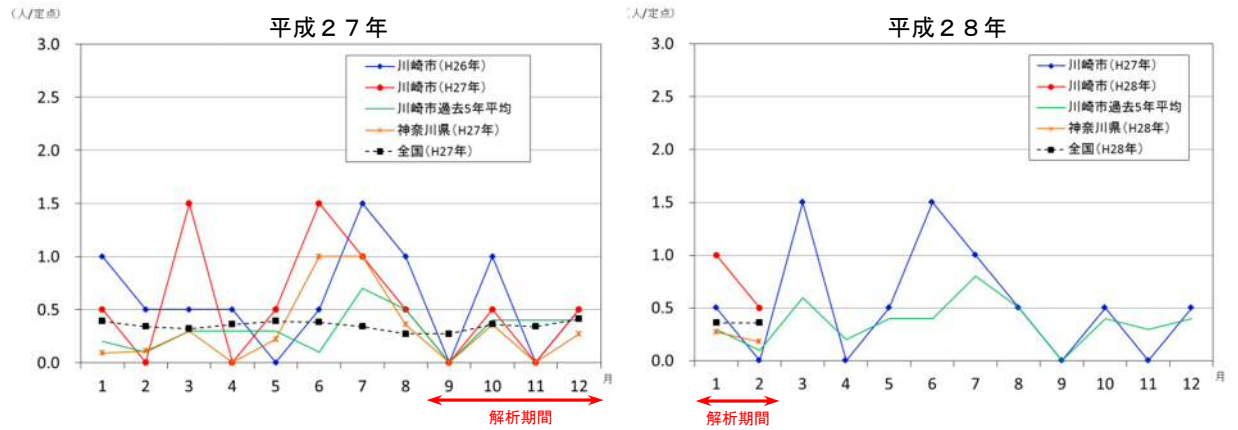 (人/定点)
平成２７年
3.0
2.5
2.0
1.5
1.0
0.5
0.0
川崎市(H26年)
川崎市(H27年)
川崎市過去5年平均
神奈川県(H27年)
全国(H27年)
1 2 3 4 5 6 7 8 9 10 11 12 月
解析期間
(人/定点)
平成２８年
3.0
2.5
2.0
1.5
1.0
0.5
0.0
川崎市(H27年)
川崎市(H28年)
川崎市過去5年平均
神奈川県(H28年)
全国(H28年)
1 2 3 4 5 6 7 8 9 10 11 12 月
解析期間